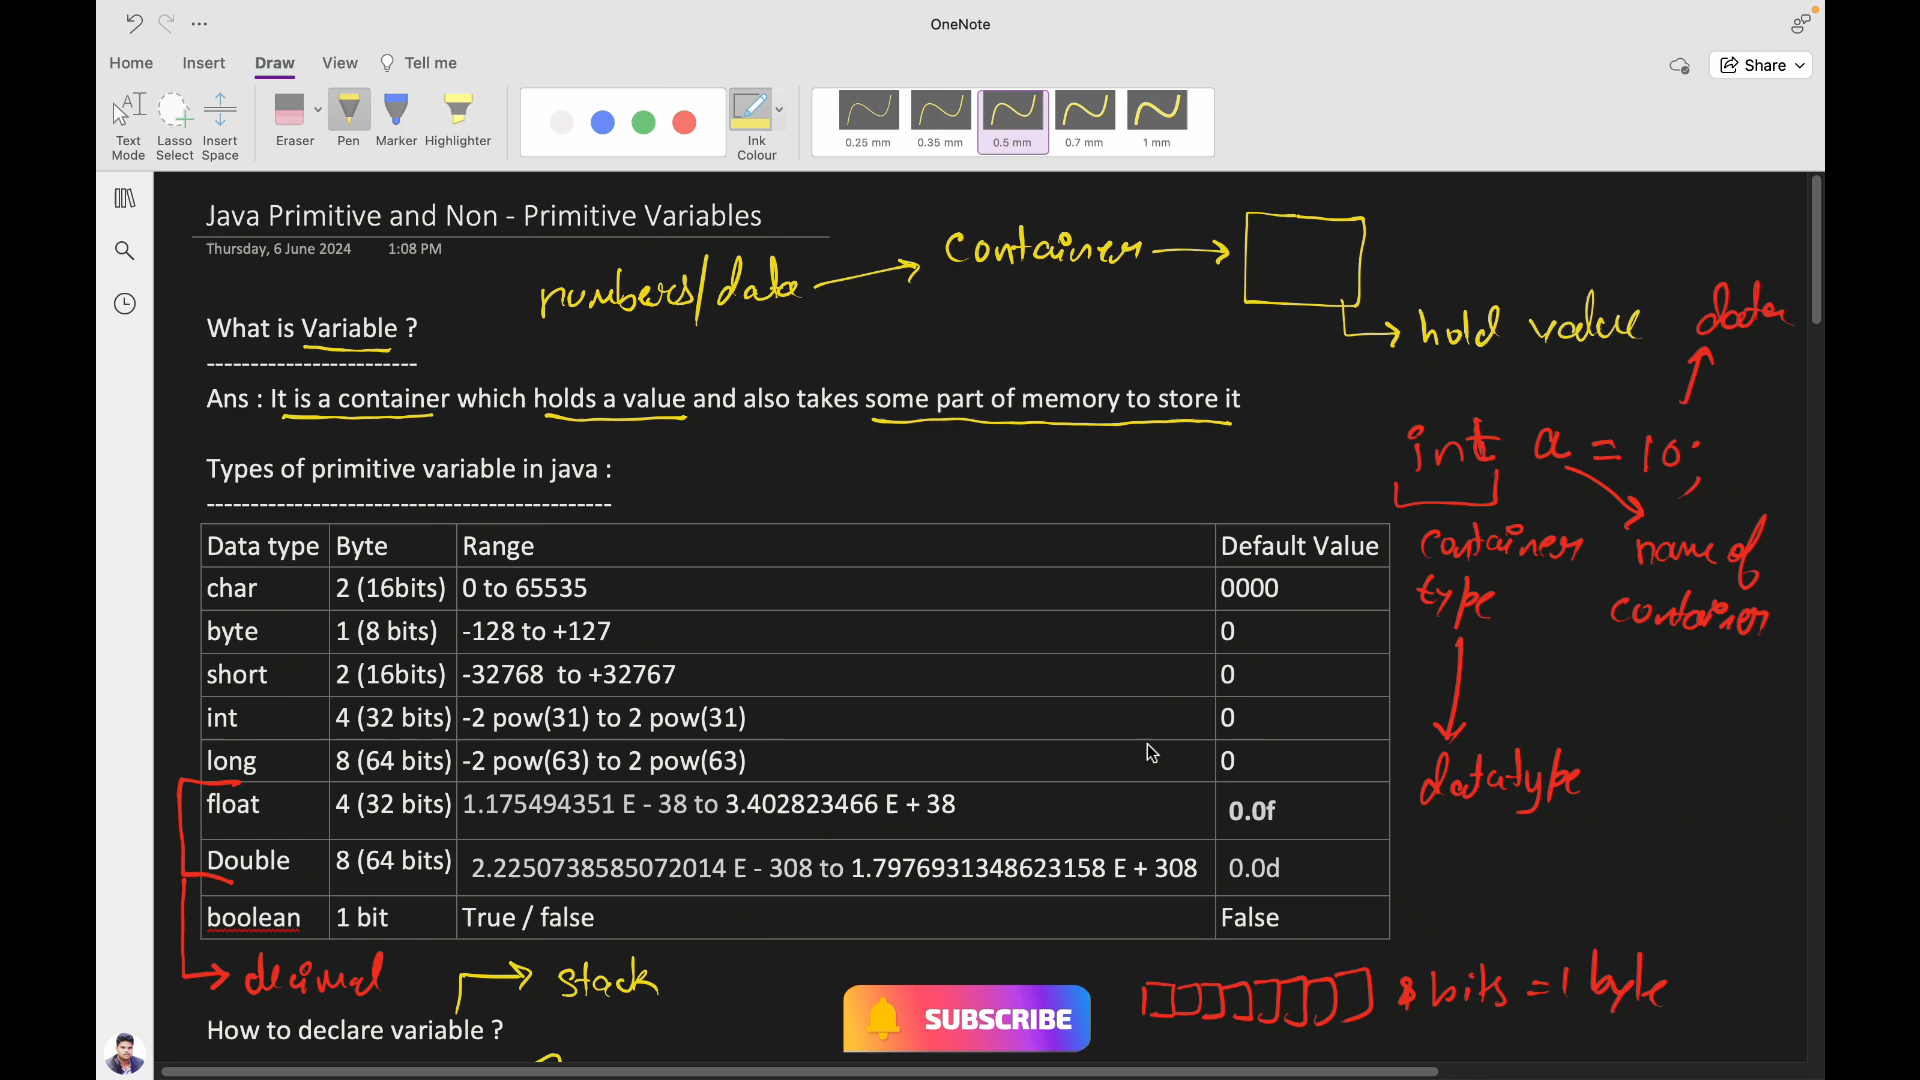 OneNote
Home Insert Draw View Tell me
Share
Text Mode
Lasso Select
Insert Space
Eraser
Pen
Marker
Highlighter
Ink Colour
0.25 mm
0.35 mm
0.5 mm
0.7 mm
1 mm
Java Primitive and Non - Primitive Variables
Thursday, 6 June 2024 1:08 PM
numbers/data
Container
hold value
What is Variable ?
------------------------
Ans : It is a container which holds a value and also takes some part of memory to store it
data
int a = 10;
container type
name of container
datatype
Types of primitive variable in java :
----------------------------------------------
Data type Byte Range Default Value
char 2 (16bits) 0 to 65535 0000
byte 1 (8 bits) -128 to +127 0
short 2 (16bits) -32768 to +32767 0
int 4 (32 bits) -2 pow(31) to 2 pow(31) 0
long 8 (64 bits) -2 pow(63) to 2 pow(63) 0
float 4 (32 bits) 1.175494351 E - 38 to 3.402823466 E + 38 0.0f
Double 8 (64 bits) 2.2250738585072014 E - 308 to 1.7976931348623158 E + 308 0.0d
boolean 1 bit True / false False
decimal
stack
8 bits = 1 byte
How to declare variable ?
SUBSCRIBE